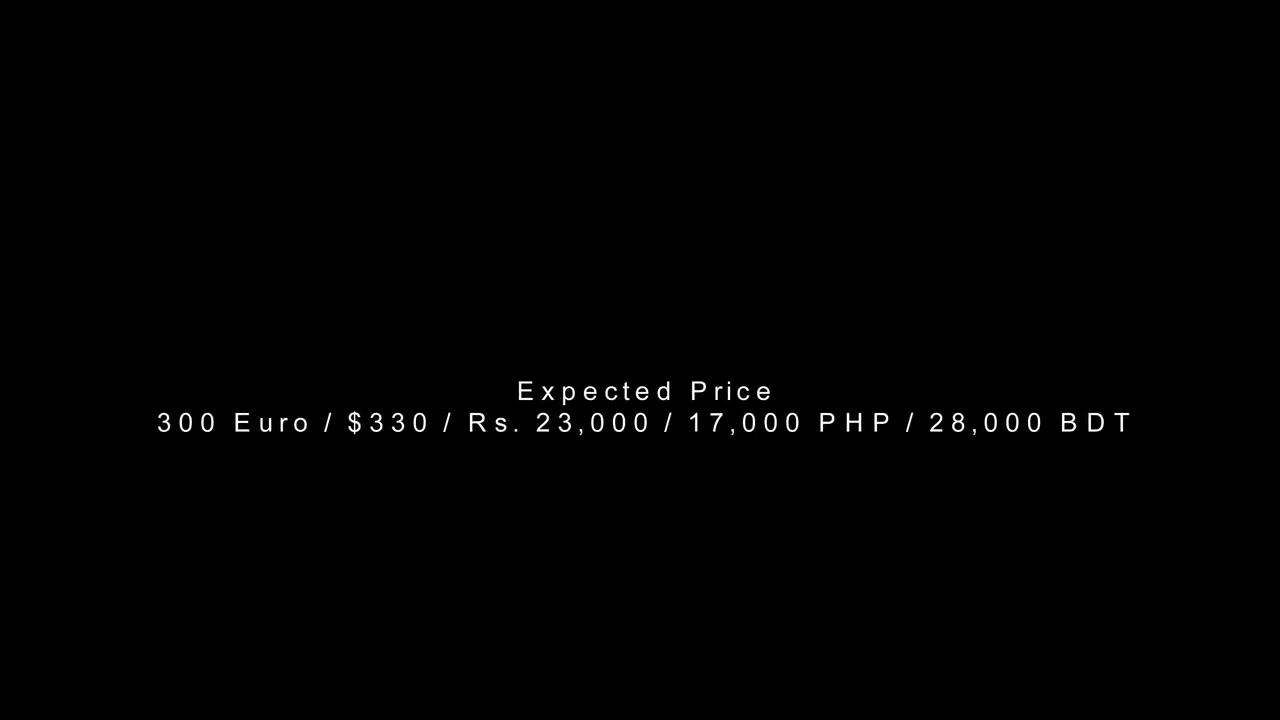 Expected Price
300 Euro / $330 / Rs. 23,000 / 17,000 PHP / 28,000 BDT